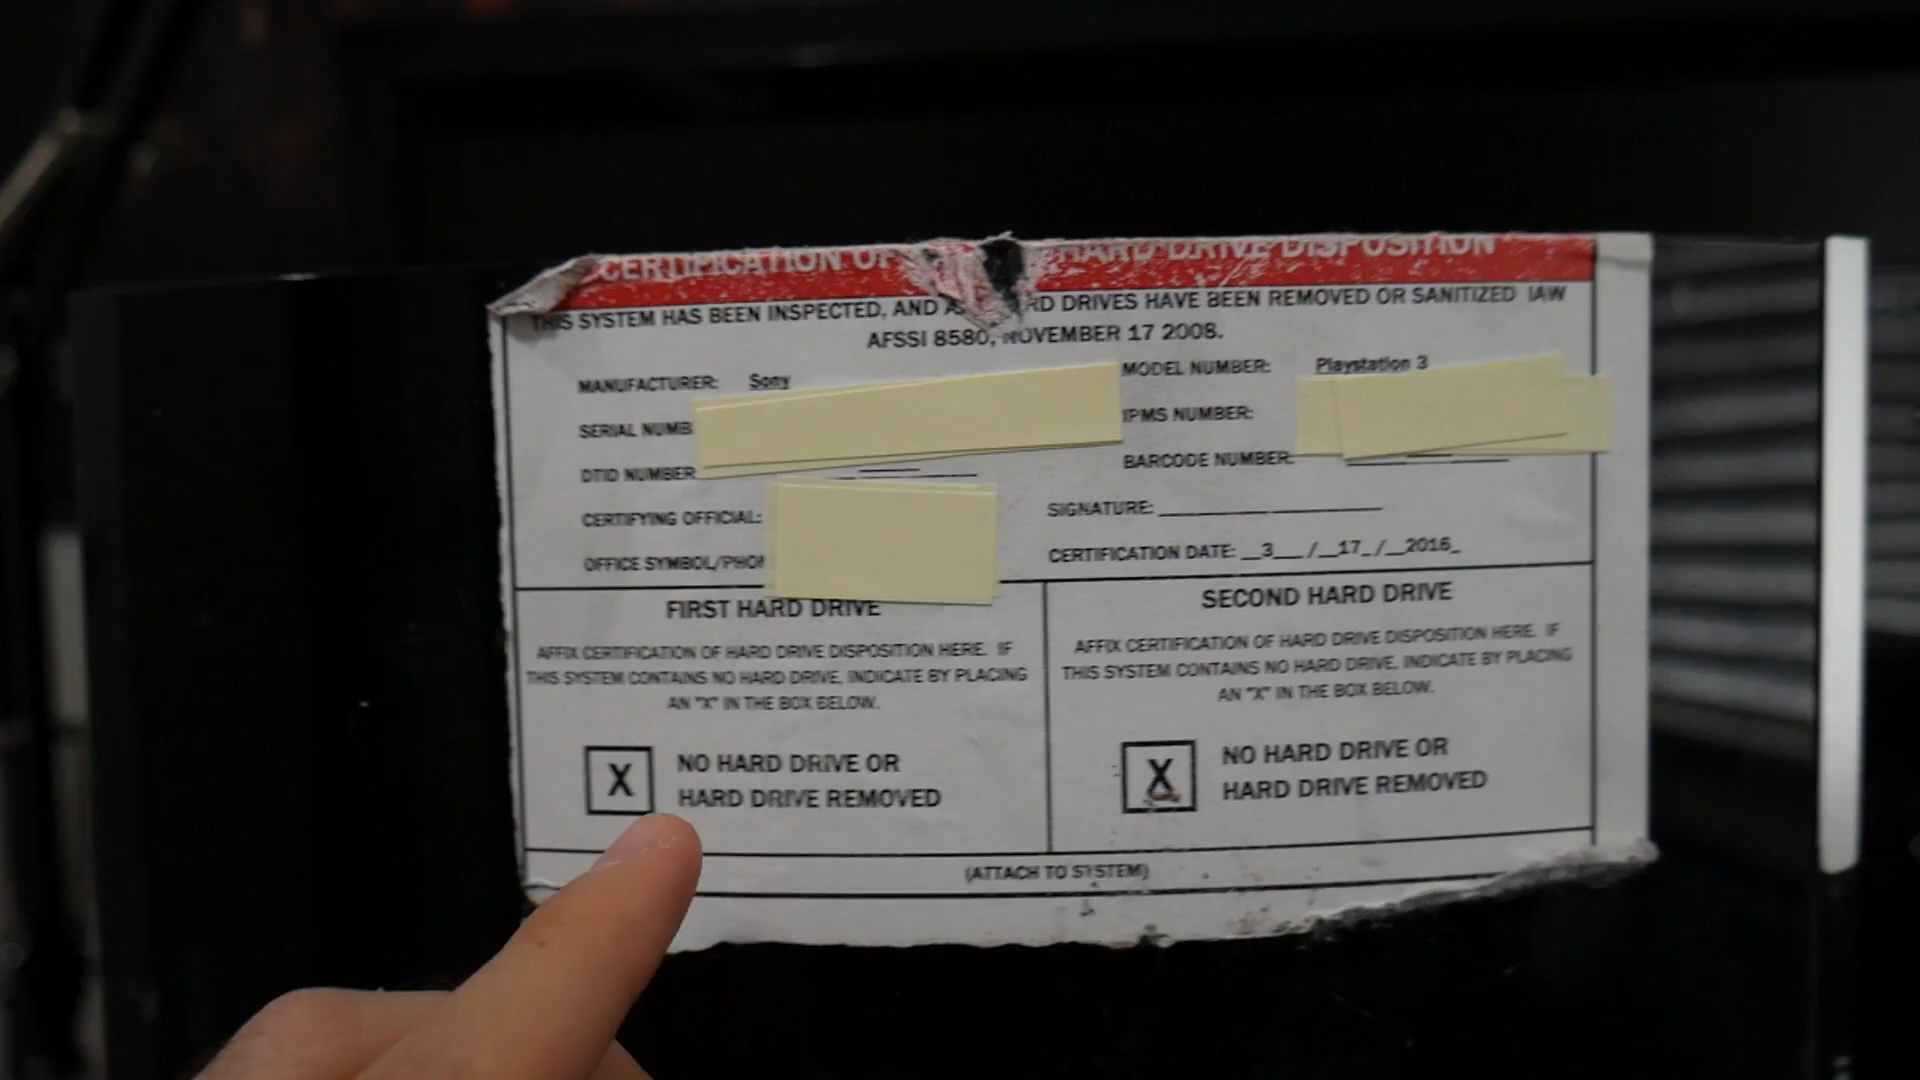 CERTIFICATION OF HARD DRIVE DISPOSITION
THIS SYSTEM HAS BEEN INSPECTED, AND DRIVES HAVE BEEN REMOVED OR SANITIZED IAW
AFSSI 8580, NOVEMBER 17 2008.
MANUFACTURER: Sony
MODEL NUMBER: Playstation 3
SERIAL NUMB
IPMS NUMBER:
DTID NUMBER
BARCODE NUMBER:
CERTIFYING OFFICIAL:
SIGNATURE:
OFFICE SYMBOL/PHON
CERTIFICATION DATE: __3___/__17_/__2016_
FIRST HARD DRIVE
AFFIX CERTIFICATION OF HARD DRIVE DISPOSITION HERE. IF
THIS SYSTEM CONTAINS NO HARD DRIVE, INDICATE BY PLACING
AN "X" IN THE BOX BELOW.
X NO HARD DRIVE OR
HARD DRIVE REMOVED
SECOND HARD DRIVE
AFFIX CERTIFICATION OF HARD DRIVE DISPOSITION HERE. IF
THIS SYSTEM CONTAINS NO HARD DRIVE, INDICATE BY PLACING
AN "X" IN THE BOX BELOW.
X NO HARD DRIVE OR
HARD DRIVE REMOVED
(ATTACH TO SYSTEM)